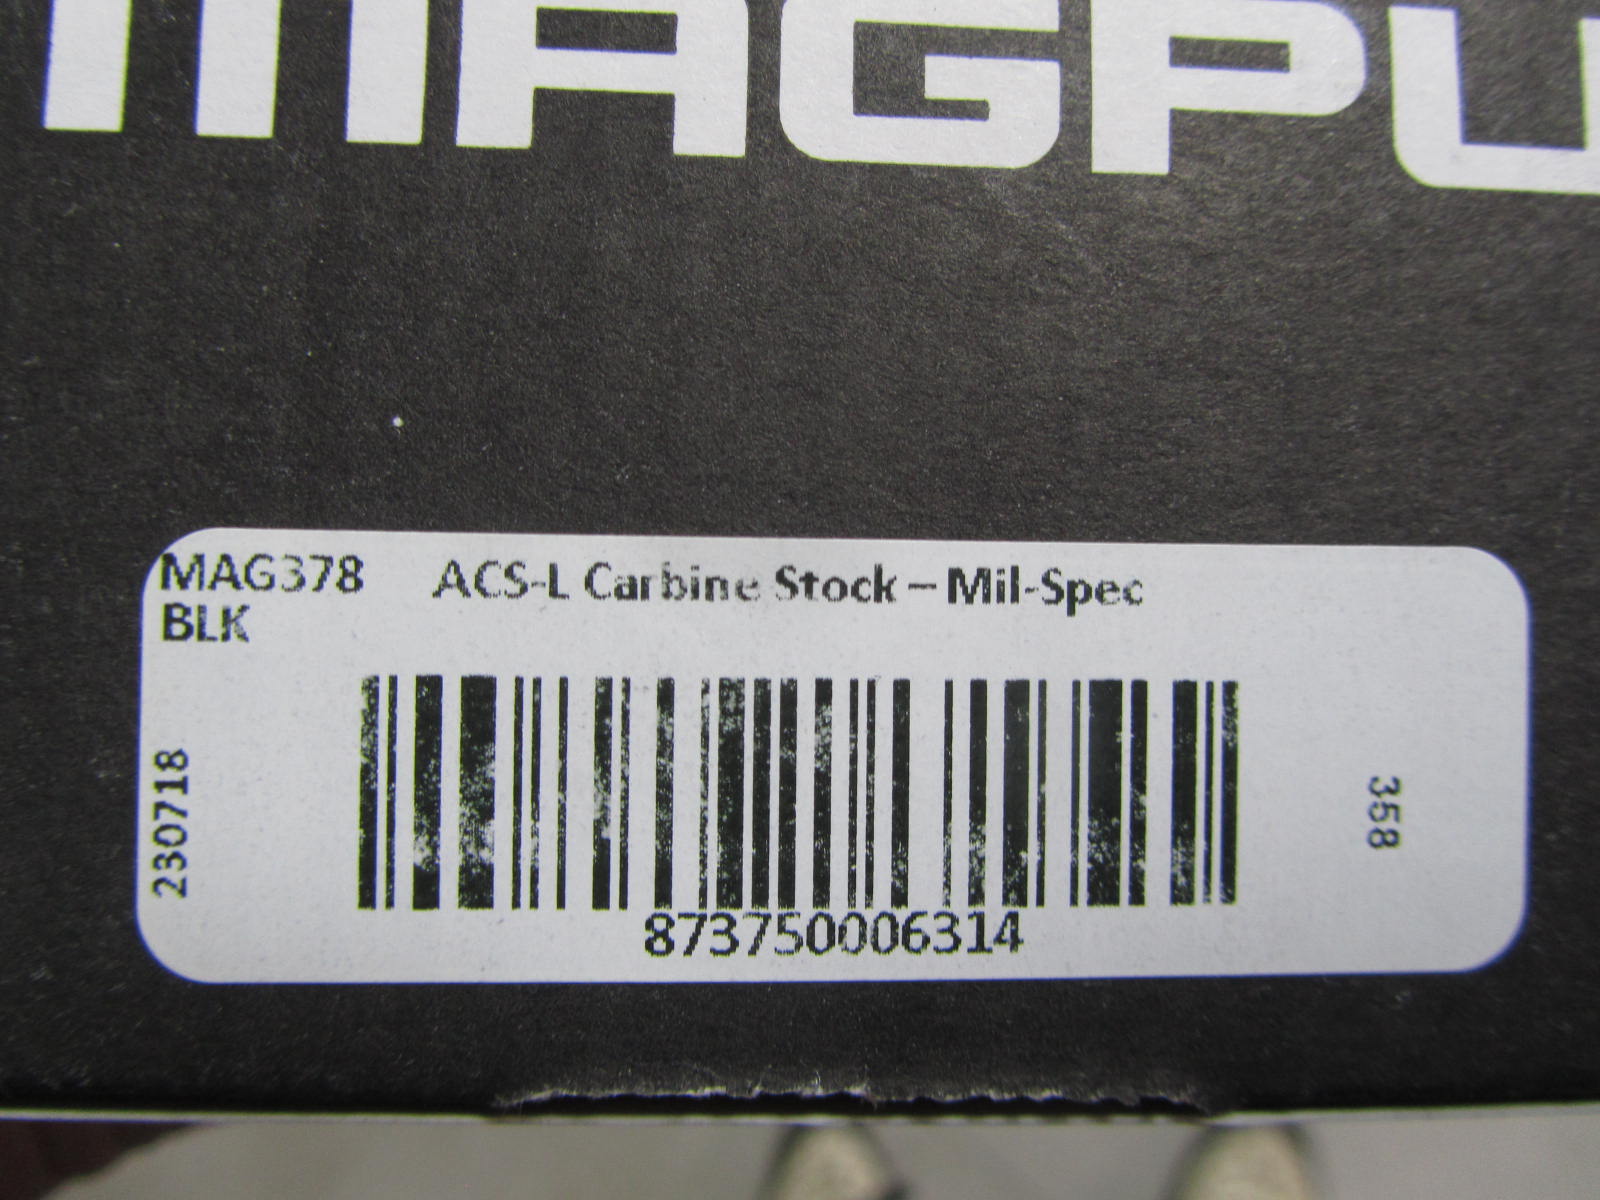 MAGPU
MAG378 ACS-L Carbine Stock – Mil-Spec
BLK
230718
358
873750006314